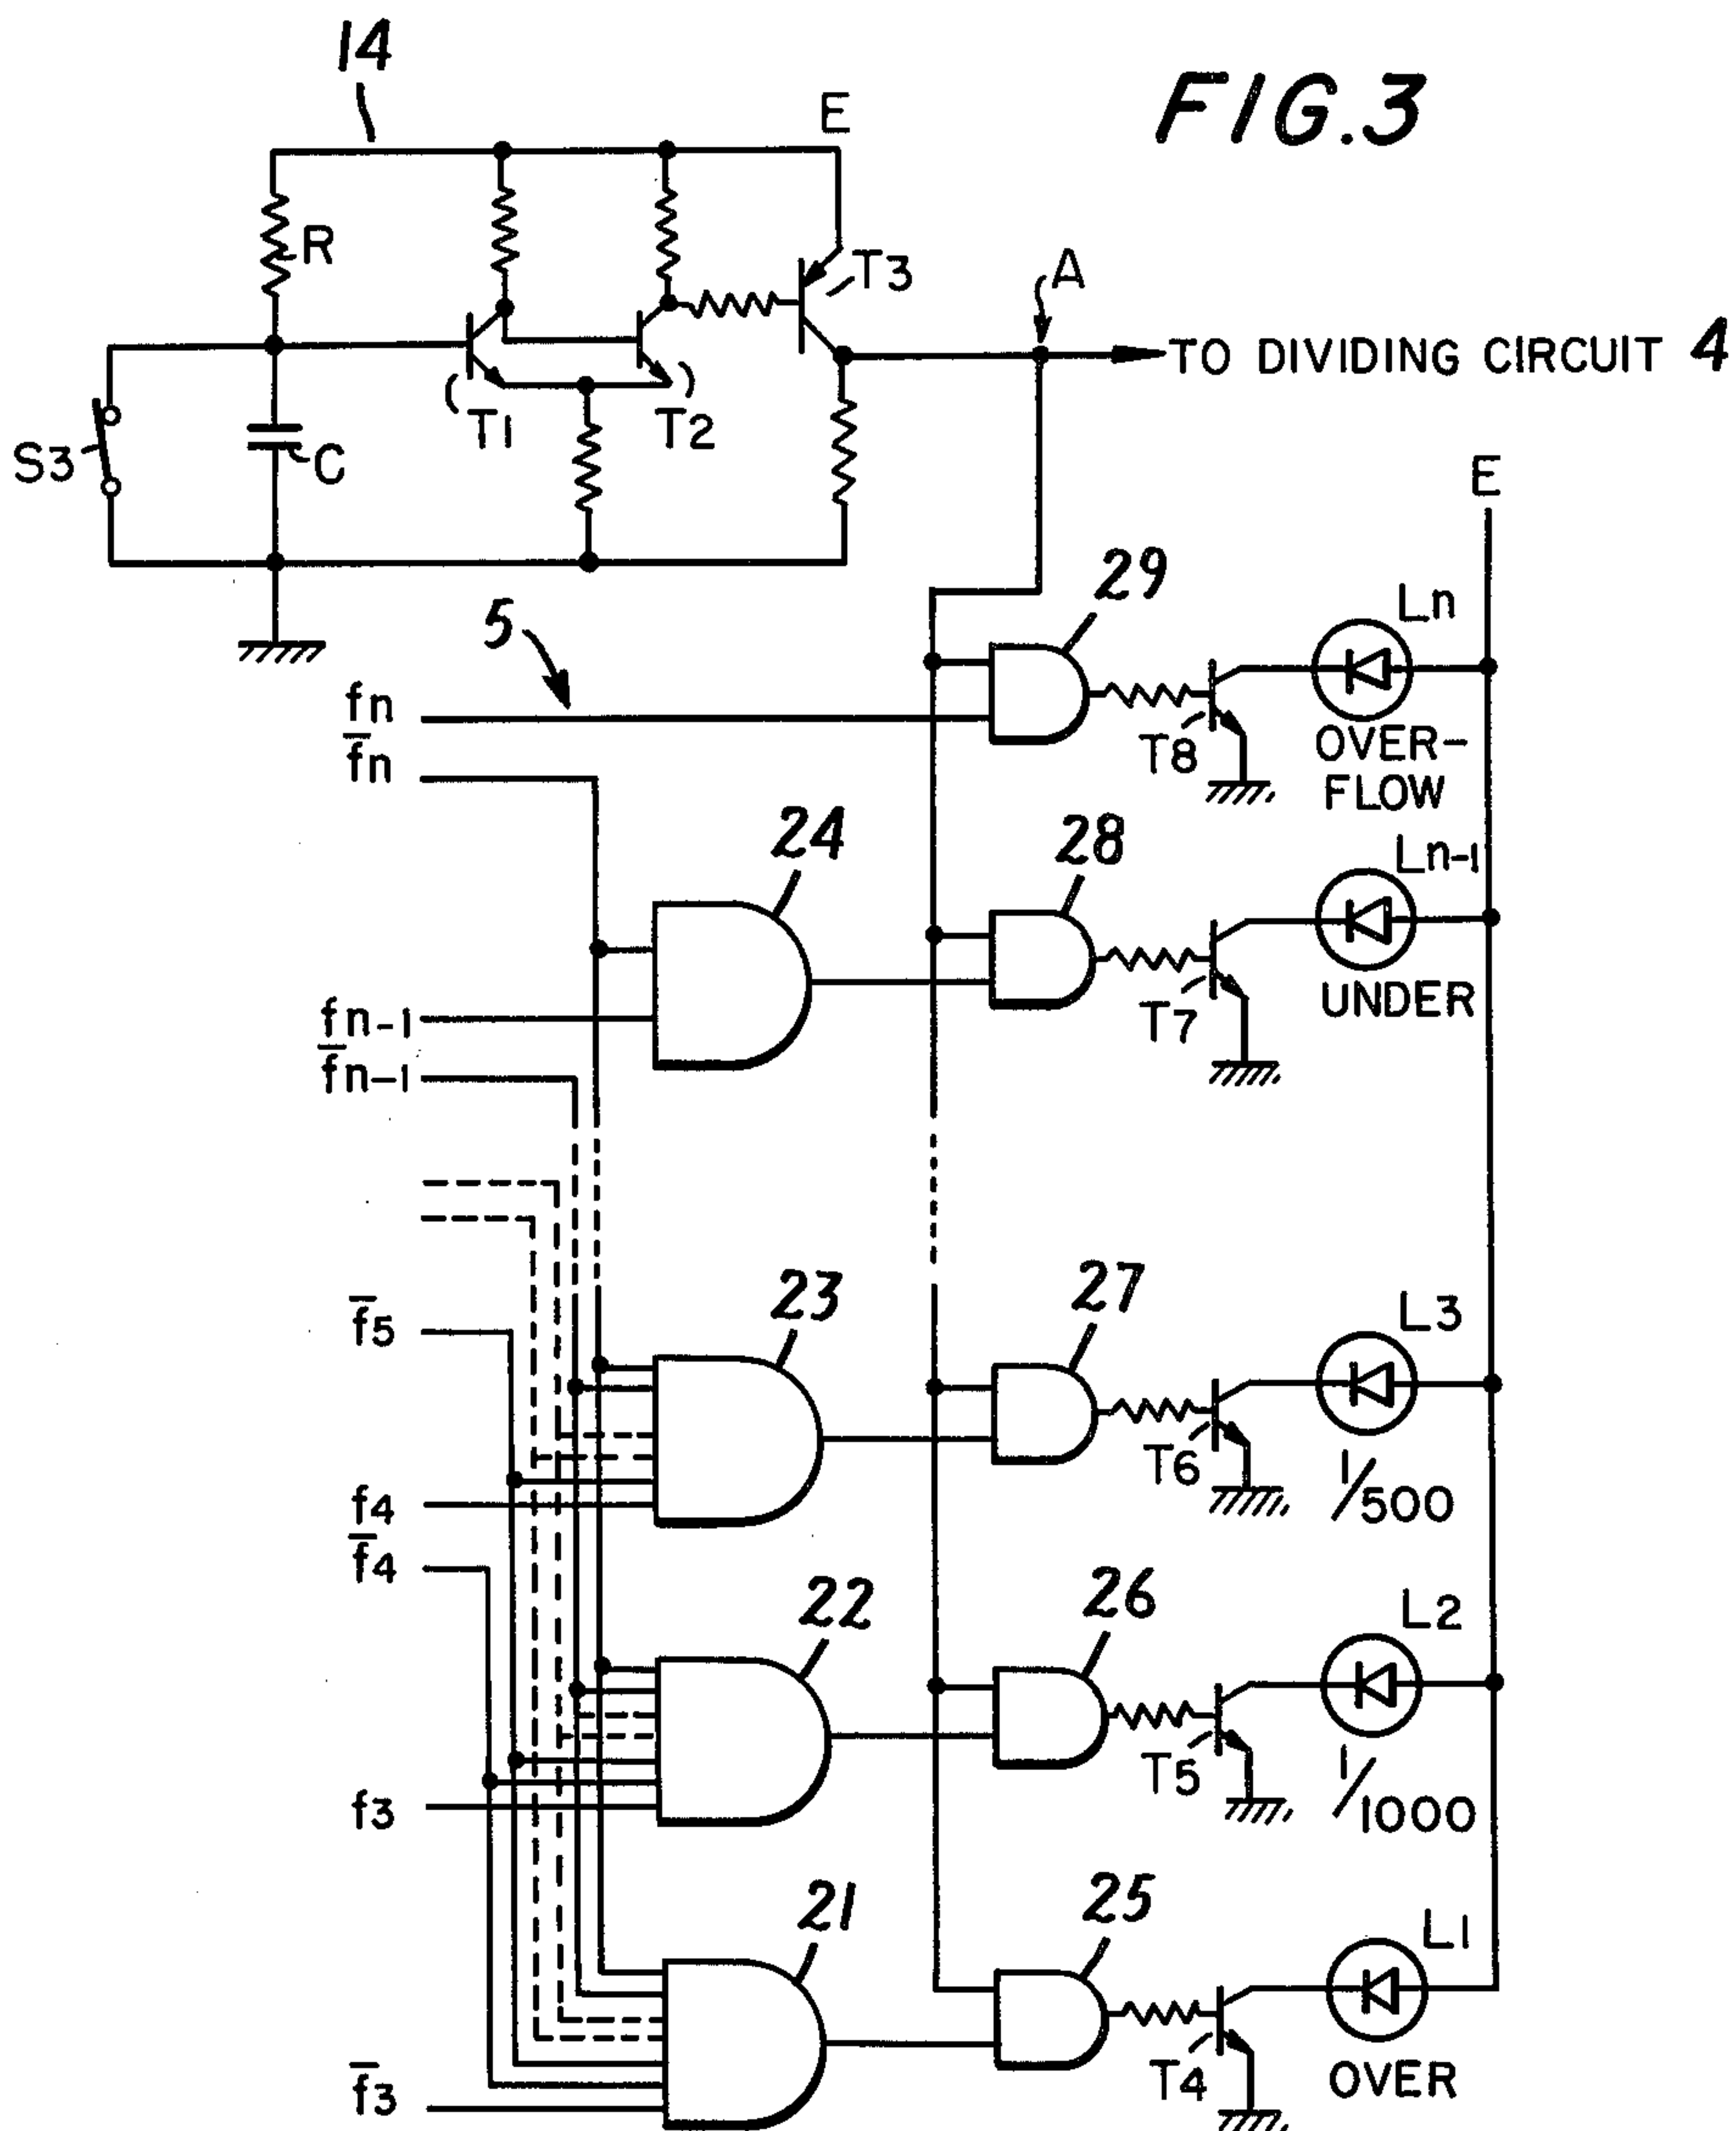 14
E
FIG.3
R
T3
A
TO DIVIDING CIRCUIT 4
T1
T2
S3
C
E
29
Ln
5
fn
T8
OVER-
FLOW
f̅n
24
28
Ln-1
fn-1
T7
UNDER
f̅n-1
23
27
L3
f̅5
T6
1/500
f4
f̅4
22
26
L2
T5
1/1000
f3
21
25
L1
T4
OVER
f̅3